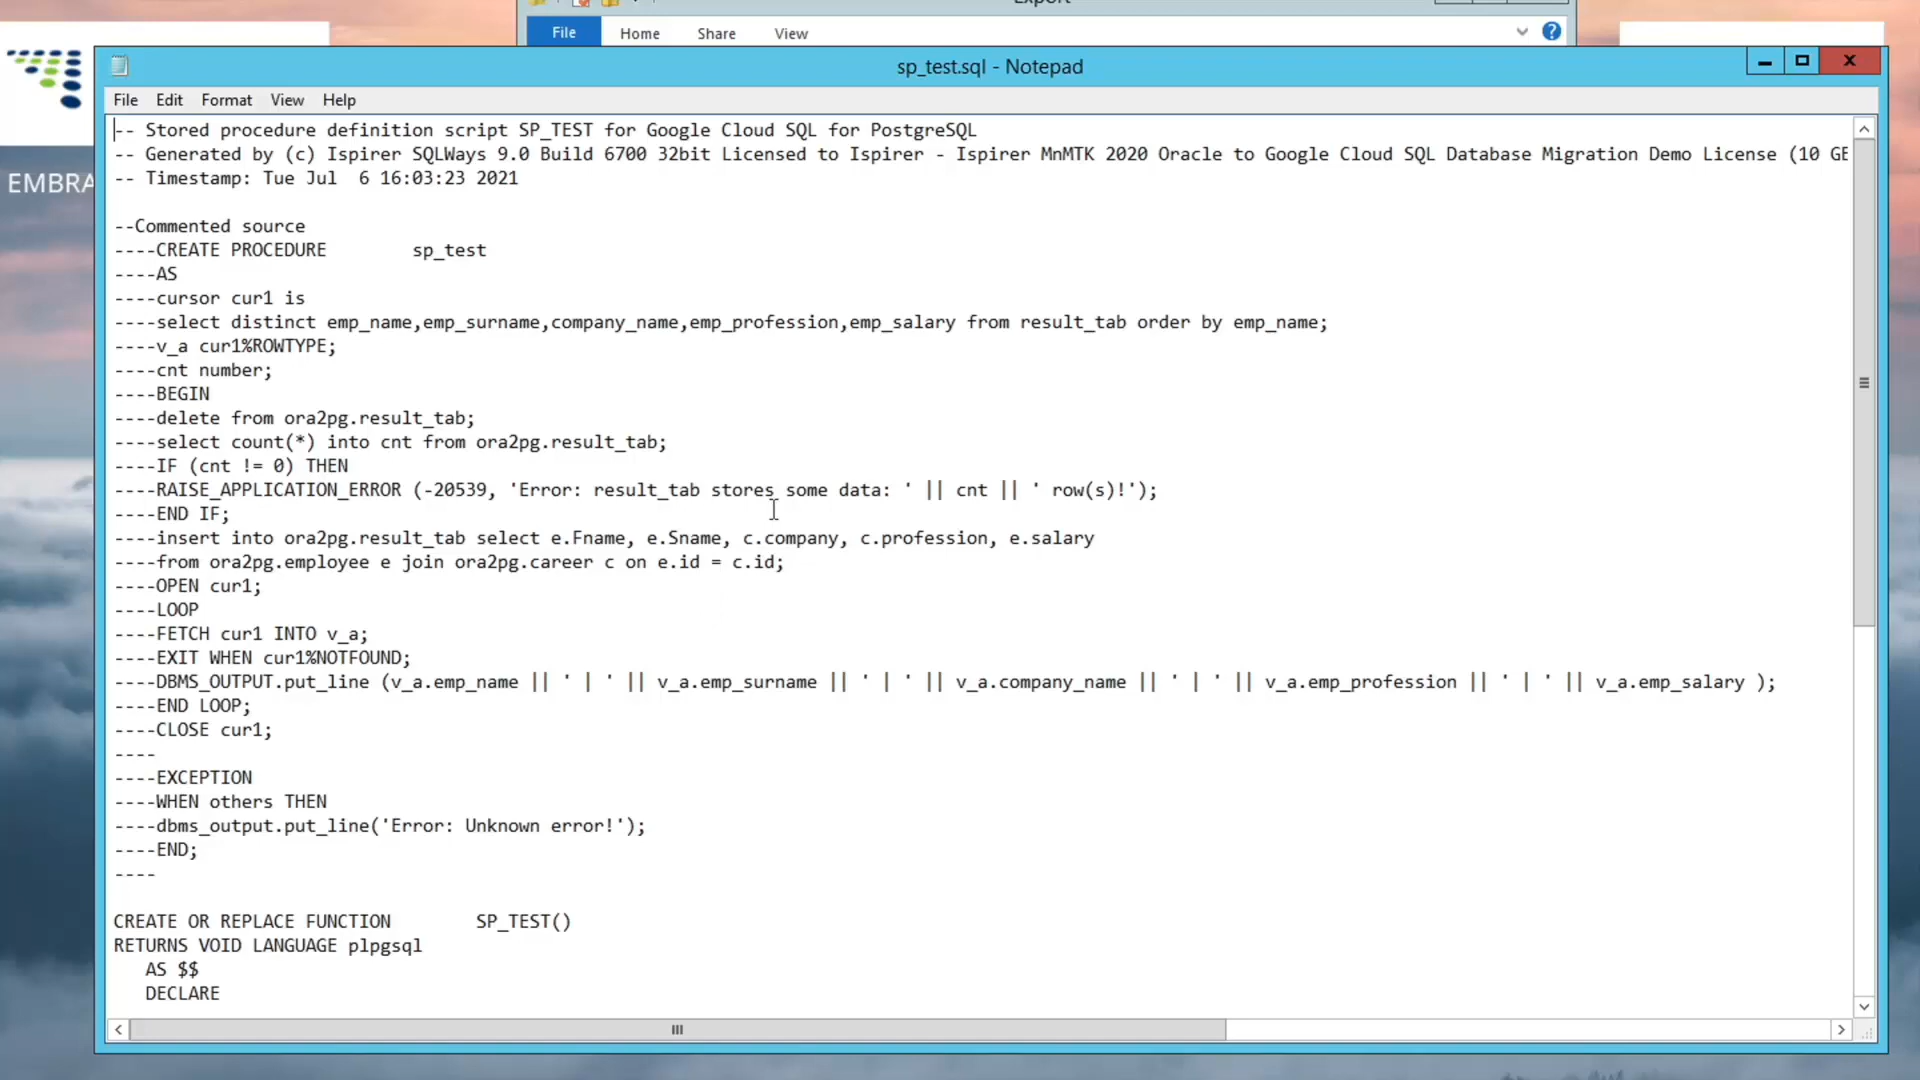 Export
File Home Share View
sp_test.sql - Notepad
File Edit Format View Help
EMBRA
-- Stored procedure definition script SP_TEST for Google Cloud SQL for PostgreSQL
-- Generated by (c) Ispirer SQLWays 9.0 Build 6700 32bit Licensed to Ispirer - Ispirer MnMTK 2020 Oracle to Google Cloud SQL Database Migration Demo License (10 GE
-- Timestamp: Tue Jul  6 16:03:23 2021
--Commented source
----CREATE PROCEDURE        sp_test
----AS
----cursor cur1 is
----select distinct emp_name,emp_surname,company_name,emp_profession,emp_salary from result_tab order by emp_name;
----v_a cur1%ROWTYPE;
----cnt number;
----BEGIN
----delete from ora2pg.result_tab;
----select count(*) into cnt from ora2pg.result_tab;
----IF (cnt != 0) THEN
----RAISE_APPLICATION_ERROR (-20539, 'Error: result_tab stores some data: ' || cnt || ' row(s)!');
----END IF;
----insert into ora2pg.result_tab select e.Fname, e.Sname, c.company, c.profession, e.salary
----from ora2pg.employee e join ora2pg.career c on e.id = c.id;
----OPEN cur1;
----LOOP
----FETCH cur1 INTO v_a;
----EXIT WHEN cur1%NOTFOUND;
----DBMS_OUTPUT.put_line (v_a.emp_name || ' | ' || v_a.emp_surname || ' | ' || v_a.company_name || ' | ' || v_a.emp_profession || ' | ' || v_a.emp_salary );
----END LOOP;
----CLOSE cur1;
----
----EXCEPTION
----WHEN others THEN
----dbms_output.put_line('Error: Unknown error!');
----END;
----
CREATE OR REPLACE FUNCTION        SP_TEST()
RETURNS VOID LANGUAGE plpgsql
   AS $$
   DECLARE